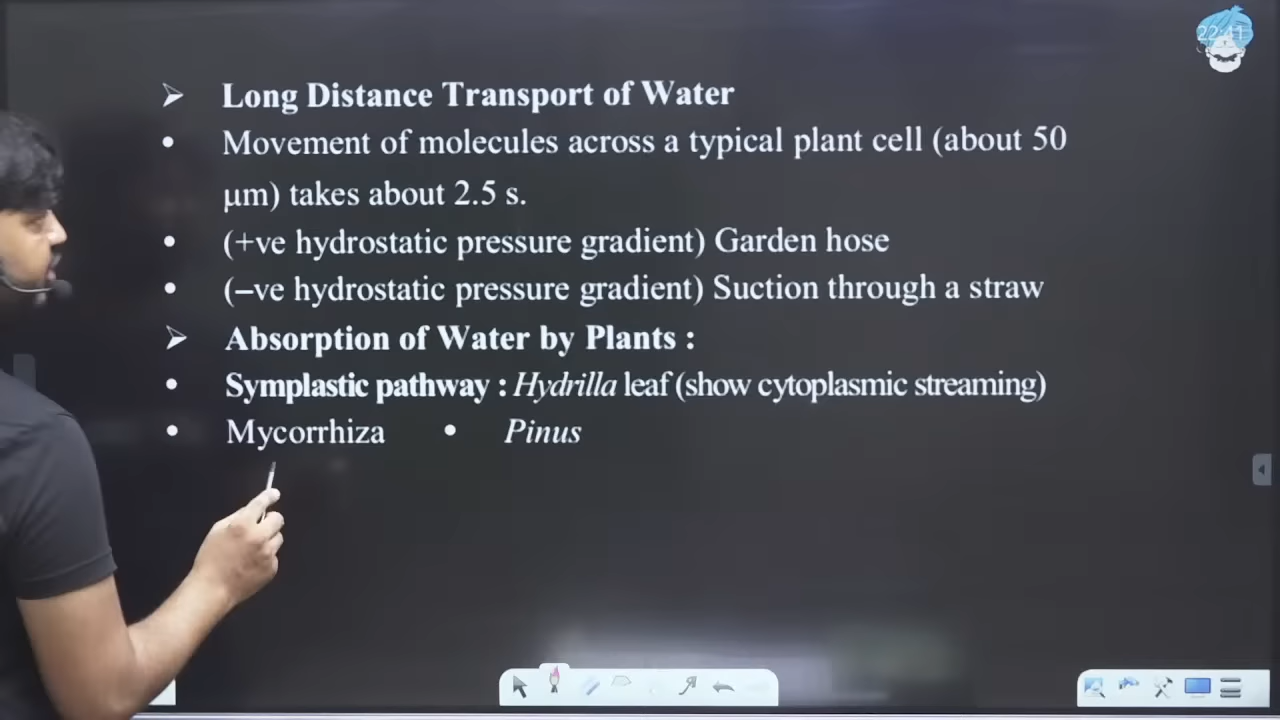 22:41
➤ Long Distance Transport of Water
• Movement of molecules across a typical plant cell (about 50
μm) takes about 2.5 s.
• (+ve hydrostatic pressure gradient) Garden hose
• (–ve hydrostatic pressure gradient) Suction through a straw
➤ Absorption of Water by Plants :
• Symplastic pathway : Hydrilla leaf (show cytoplasmic streaming)
• Mycorrhiza • Pinus